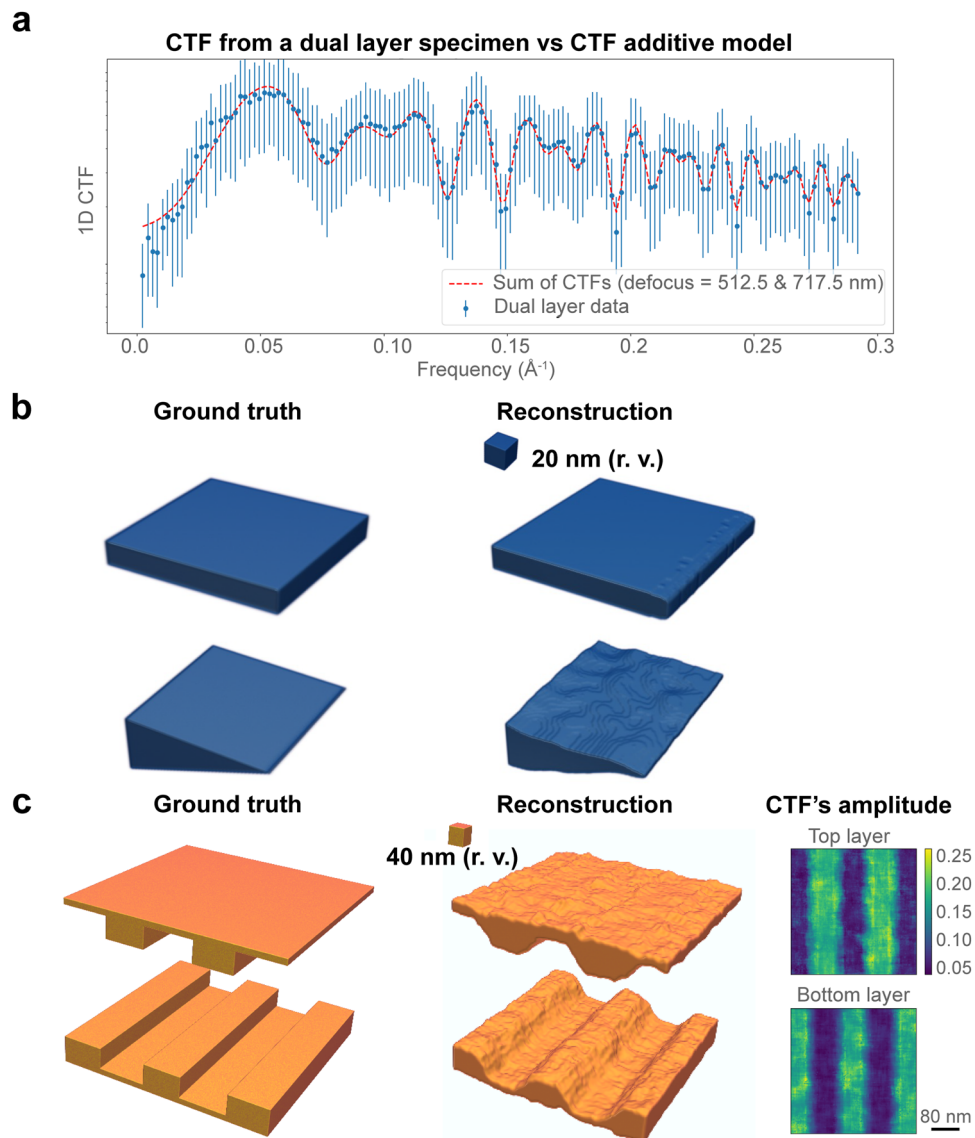 a
CTF from a dual layer specimen vs CTF additive model
1D CTF
Sum of CTFs (defocus = 512.5 & 717.5 nm)
Dual layer data
0.0 0.05 0.10 0.15 0.2 0.25 0.3
Frequency (Å⁻¹)
b
Ground truth Reconstruction
20 nm (r. v.)
c
Ground truth Reconstruction CTF’s amplitude
40 nm (r. v.)
Top layer
0.25
0.20
0.15
0.10
0.05
Bottom layer
80 nm